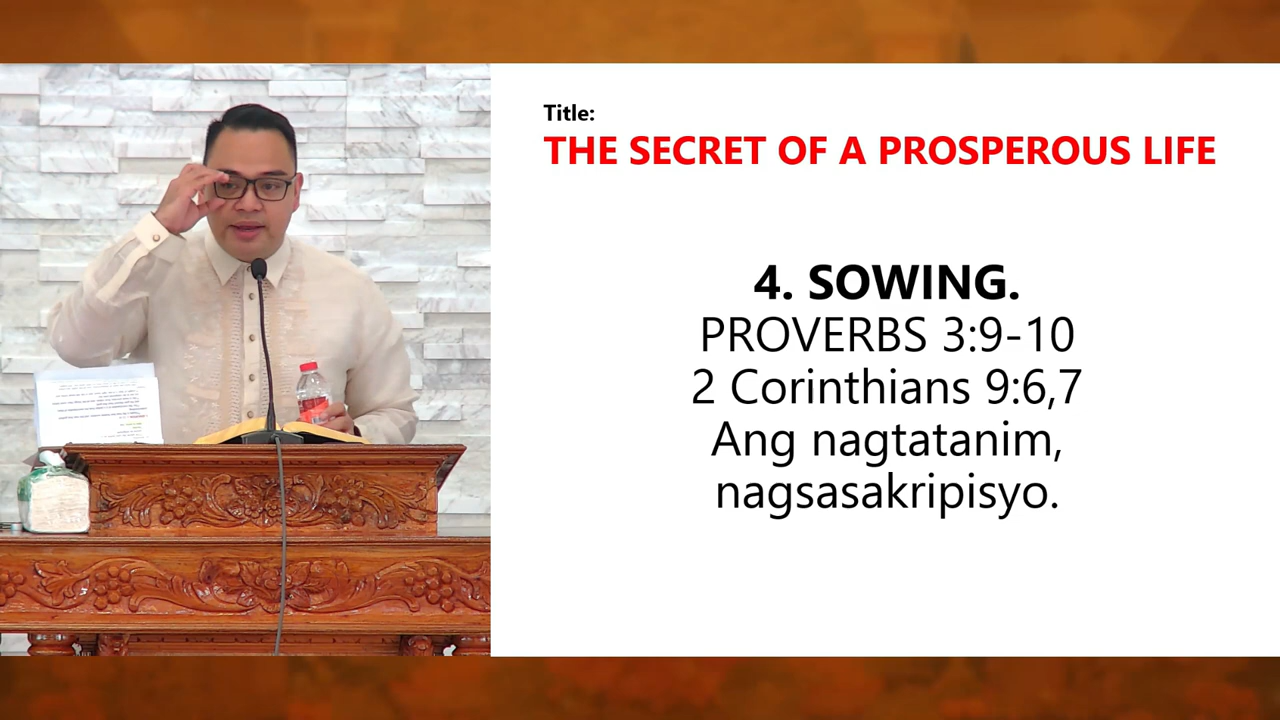 Title:
THE SECRET OF A PROSPEROUS LIFE
4. SOWING.
PROVERBS 3:9-10
2 Corinthians 9:6,7
Ang nagtatanim,
nagsasakripisyo.